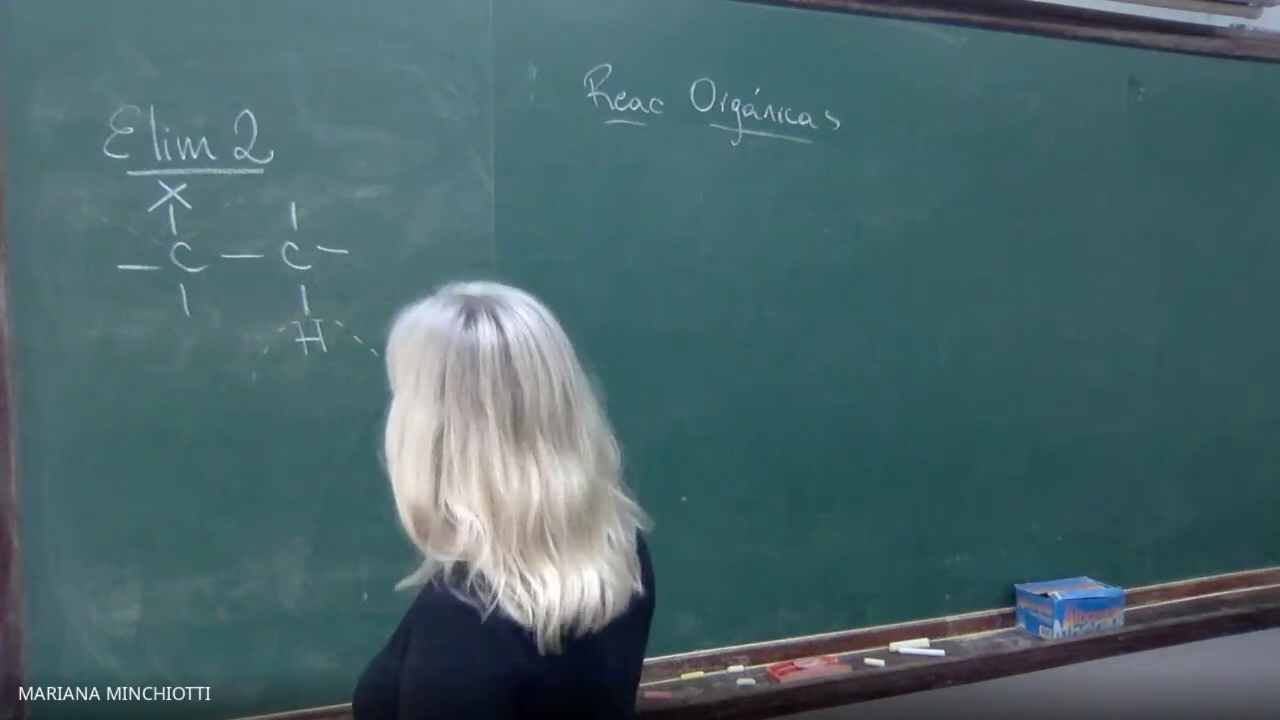 Reac Orgánicas
Elim 2
X
C — C
H
MARIANA MINCHIOTTI